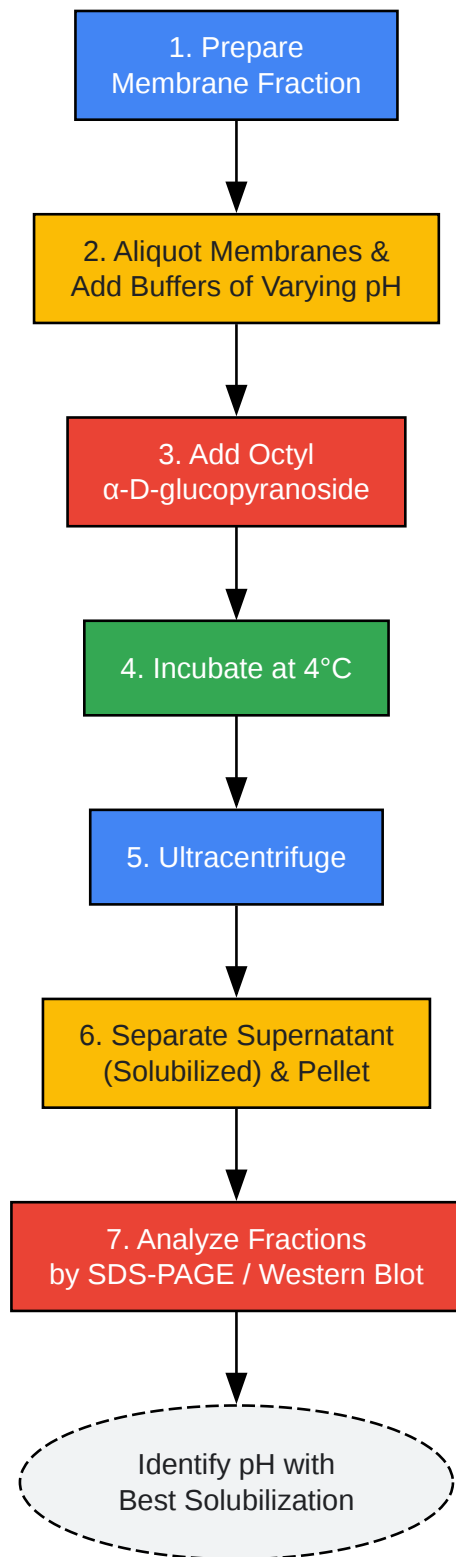 1. Prepare
Membrane Fraction
2. Aliquot Membranes &
Add Buffers of Varying pH
3. Add Octyl
α-D-glucopyranoside
4. Incubate at 4°C
5. Ultracentrifuge
6. Separate Supernatant
(Solubilized) & Pellet
7. Analyze Fractions
by SDS-PAGE / Western Blot
Identify pH with
Best Solubilization